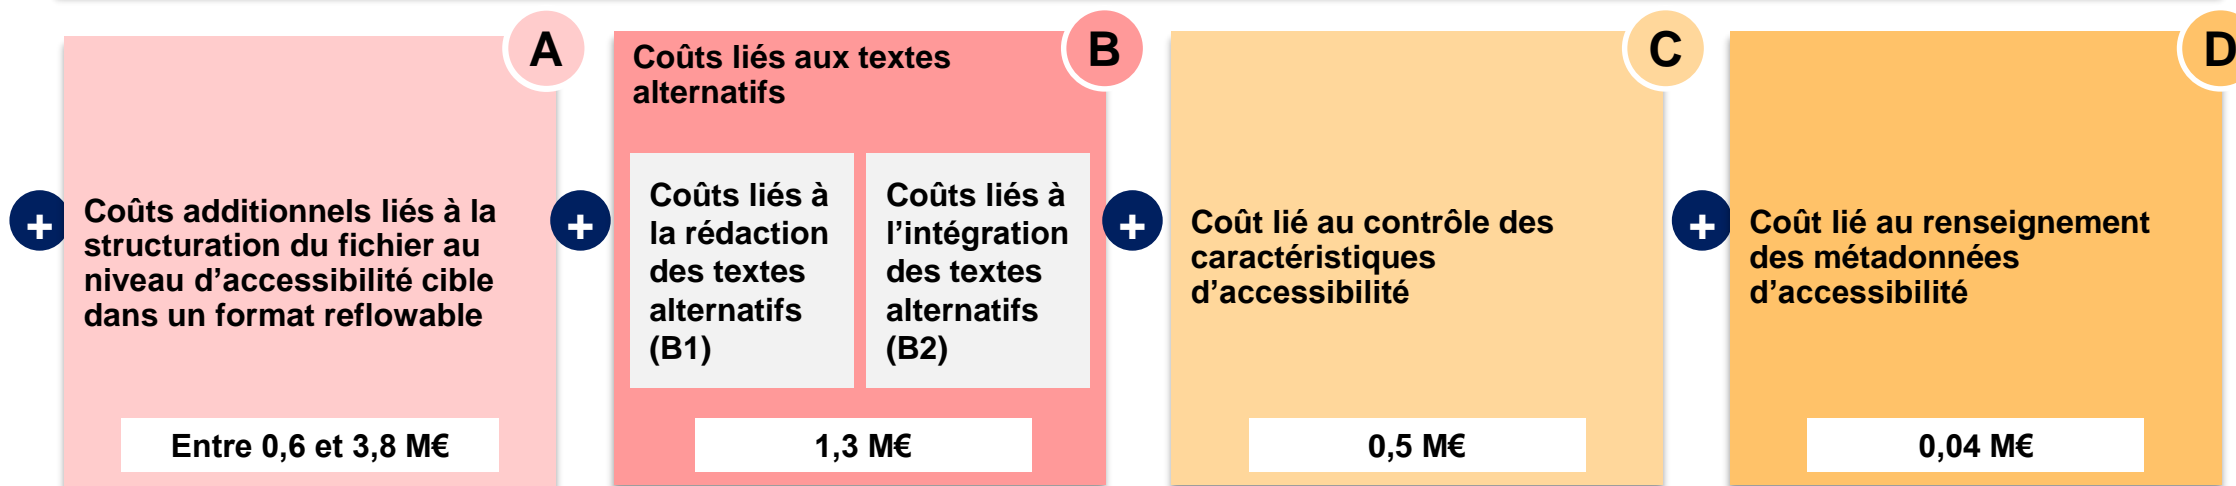 A
+
Coûts additionnels liés à la
structuration du fichier au
niveau d’accessibilité cible
dans un format reflowable
Entre 0,6 et 3,8 M€
B
+
Coûts liés aux textes
alternatifs
Coûts liés à
la rédaction
des textes
alternatifs
(B1)
Coûts liés à
l’intégration
des textes
alternatifs
(B2)
1,3 M€
C
+
Coût lié au contrôle des
caractéristiques
d’accessibilité
0,5 M€
D
+
Coût lié au renseignement
des métadonnées
d’accessibilité
0,04 M€